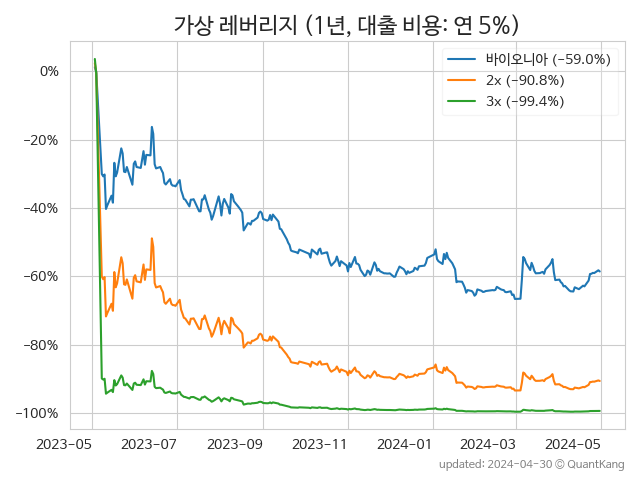 가상 레버리지 (1년, 대출 비용: 연 5%)
바이오니아 (−59.0%)
2x (−90.8%)
3x (−99.4%)
0%
−20%
−40%
−60%
−80%
−100%
2023−05 2023−07 2023−09 2023−11 2024−01 2024−03 2024−05
updated: 2024-04-30 © QuantKang